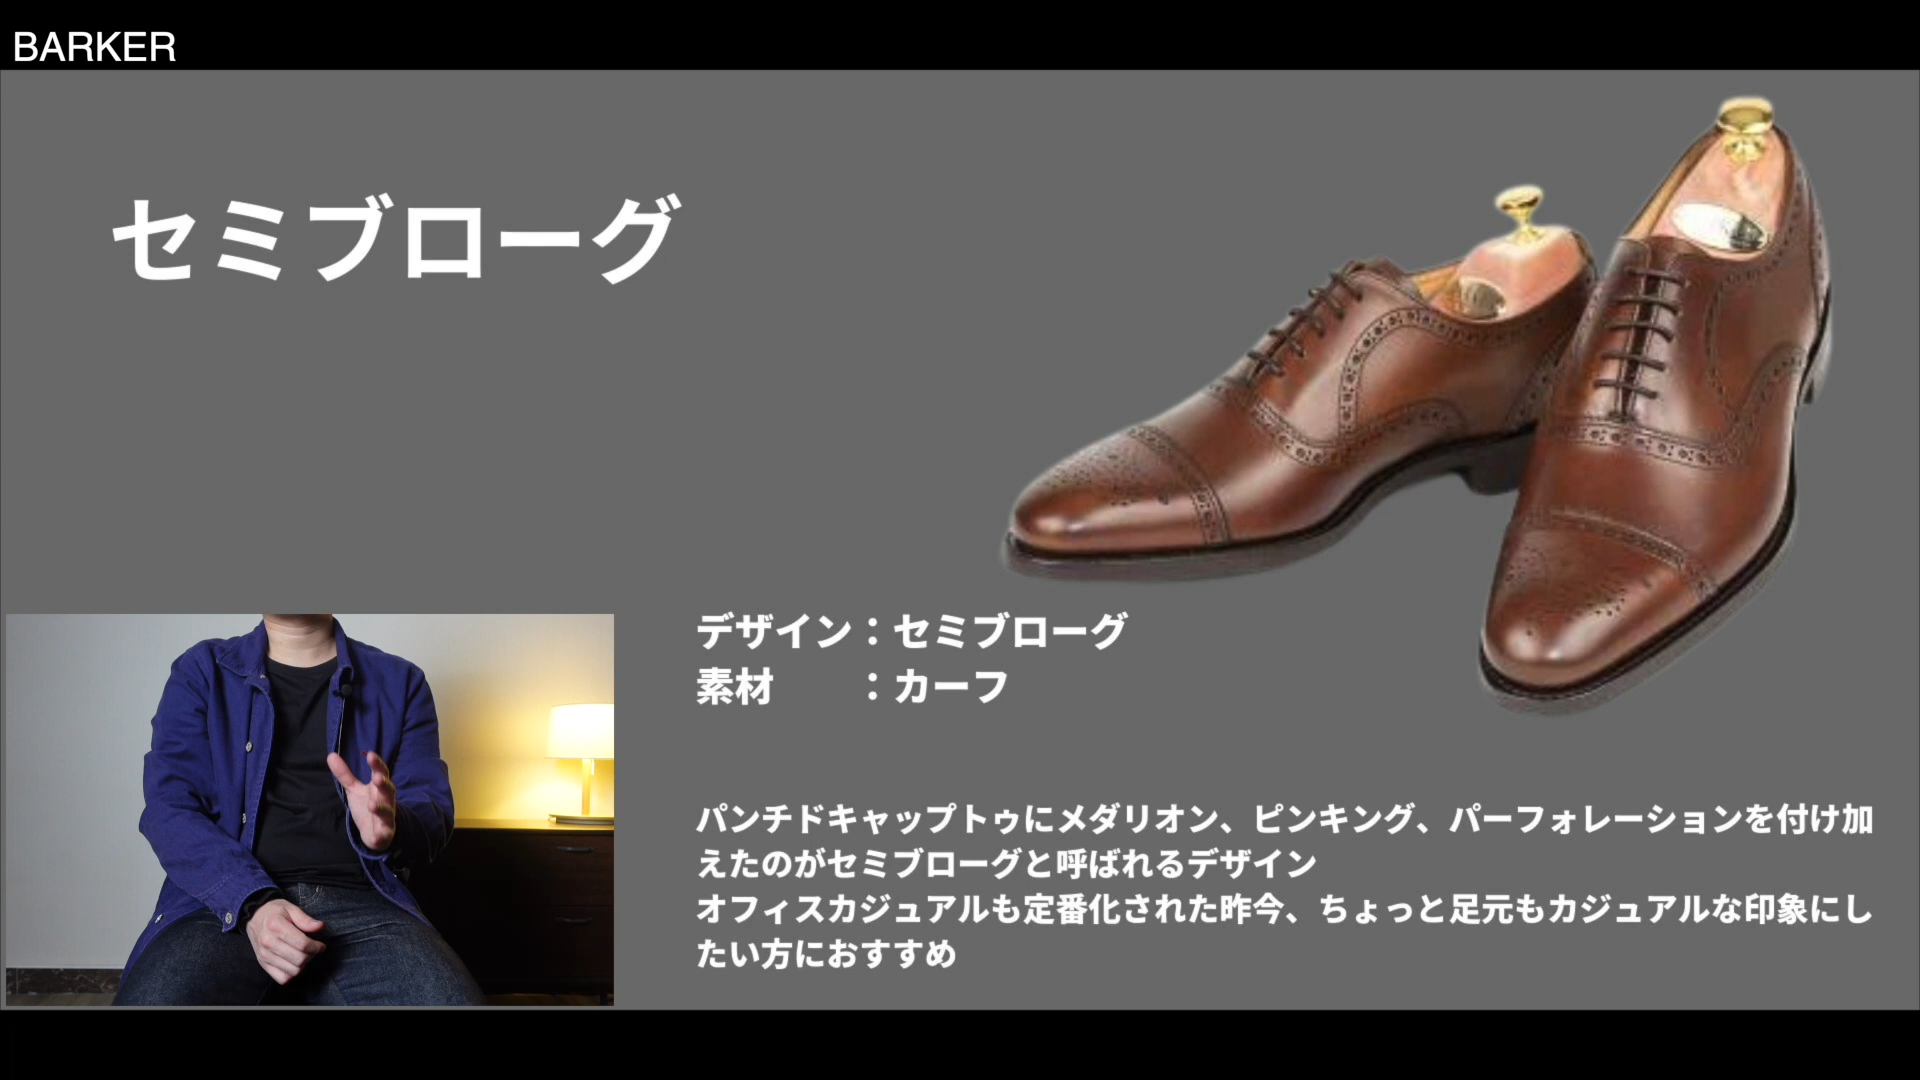 BARKER
セミブローグ
デザイン：セミブローグ
素材　　：カーフ
パンチドキャップトゥにメダリオン、ピンキング、パーフォレーションを付け加
えたのがセミブローグと呼ばれるデザイン
オフィスカジュアルも定番化された昨今、ちょっと足元もカジュアルな印象にし
たい方におすすめ